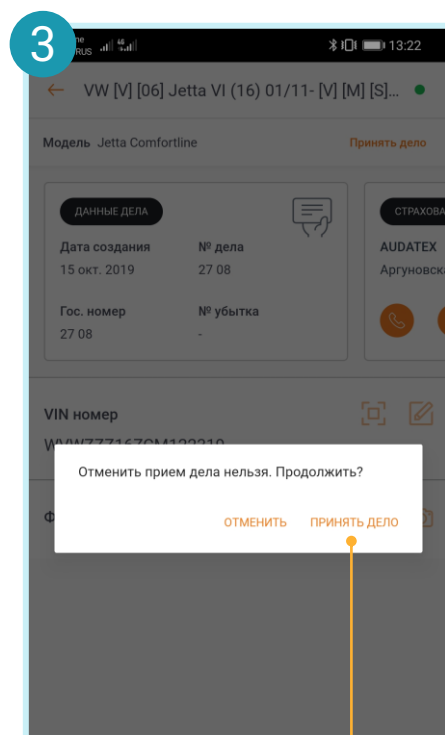 3
RUS
13:22
VW [V] [06] Jetta VI (16) 01/11- [V] [M] [S]...
Модель Jetta Comfortline
Принять дело
ДАННЫЕ ДЕЛА
Дата создания
№ дела
15 окт. 2019
27 08
Гос. номер
№ убытка
27 08
-
СТРАХОВА
AUDATEX
Аргуновска
VIN номер
Отменить прием дела нельзя. Продолжить?
Ф
ОТМЕНИТЬ
ПРИНЯТЬ ДЕЛО